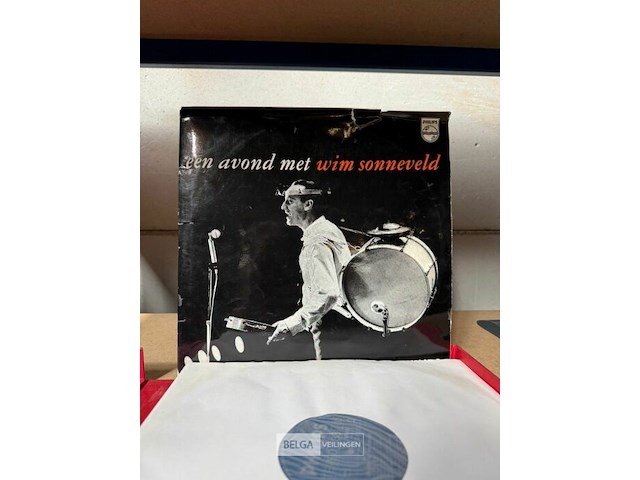 PHILIPS
een avond met wim sonneveld
BELGA VEILINGEN